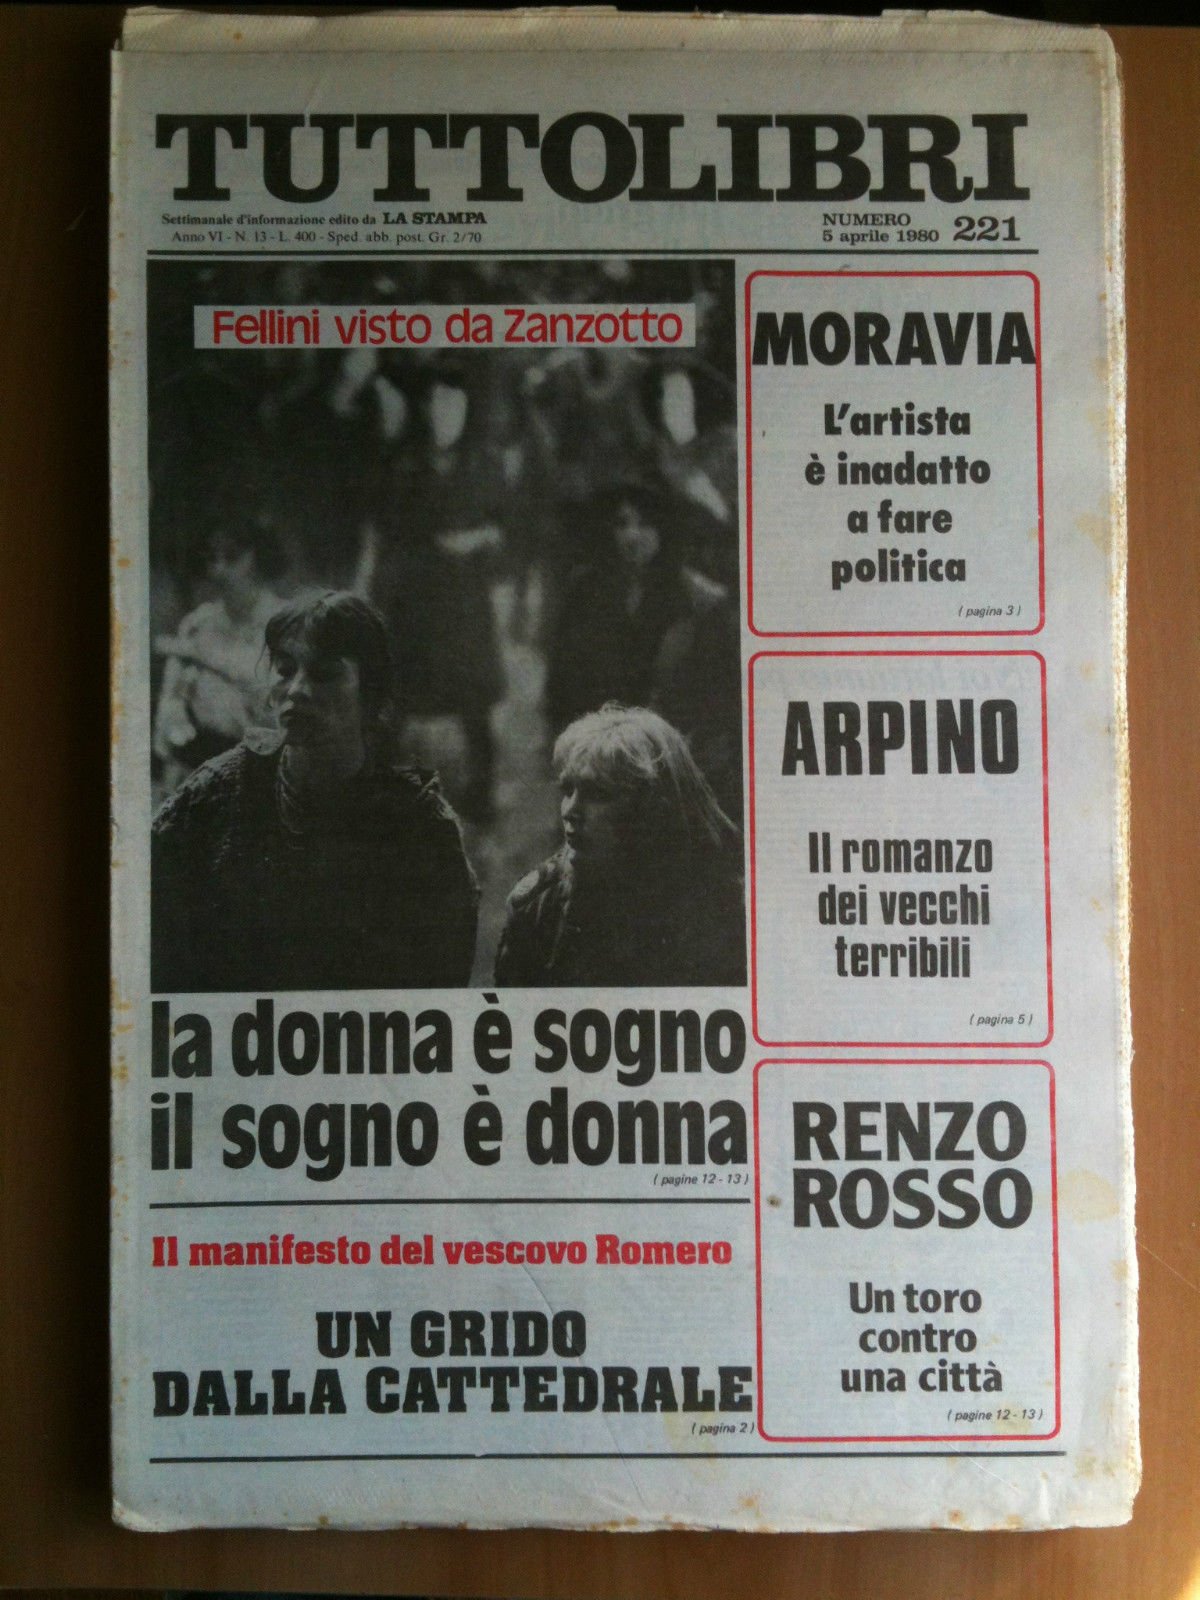 TUTTOLIBRI
Settimanale d'informazione edito da LA STAMPA
Anno VI - N. 13 - L. 400 - Sped. abb. post. Gr. 2/70
NUMERO
5 aprile 1980 221
Fellini visto da Zanzotto
la donna è sogno
il sogno è donna
( pagine 12 - 13 )
Il manifesto del vescovo Romero
UN GRIDO
DALLA CATTEDRALE
( pagina 2 )
MORAVIA
L'artista
è inadatto
a fare
politica
( pagina 3 )
ARPINO
Il romanzo
dei vecchi
terribili
( pagina 5 )
RENZO
ROSSO
Un toro
contro
una città
( pagine 12 - 13 )